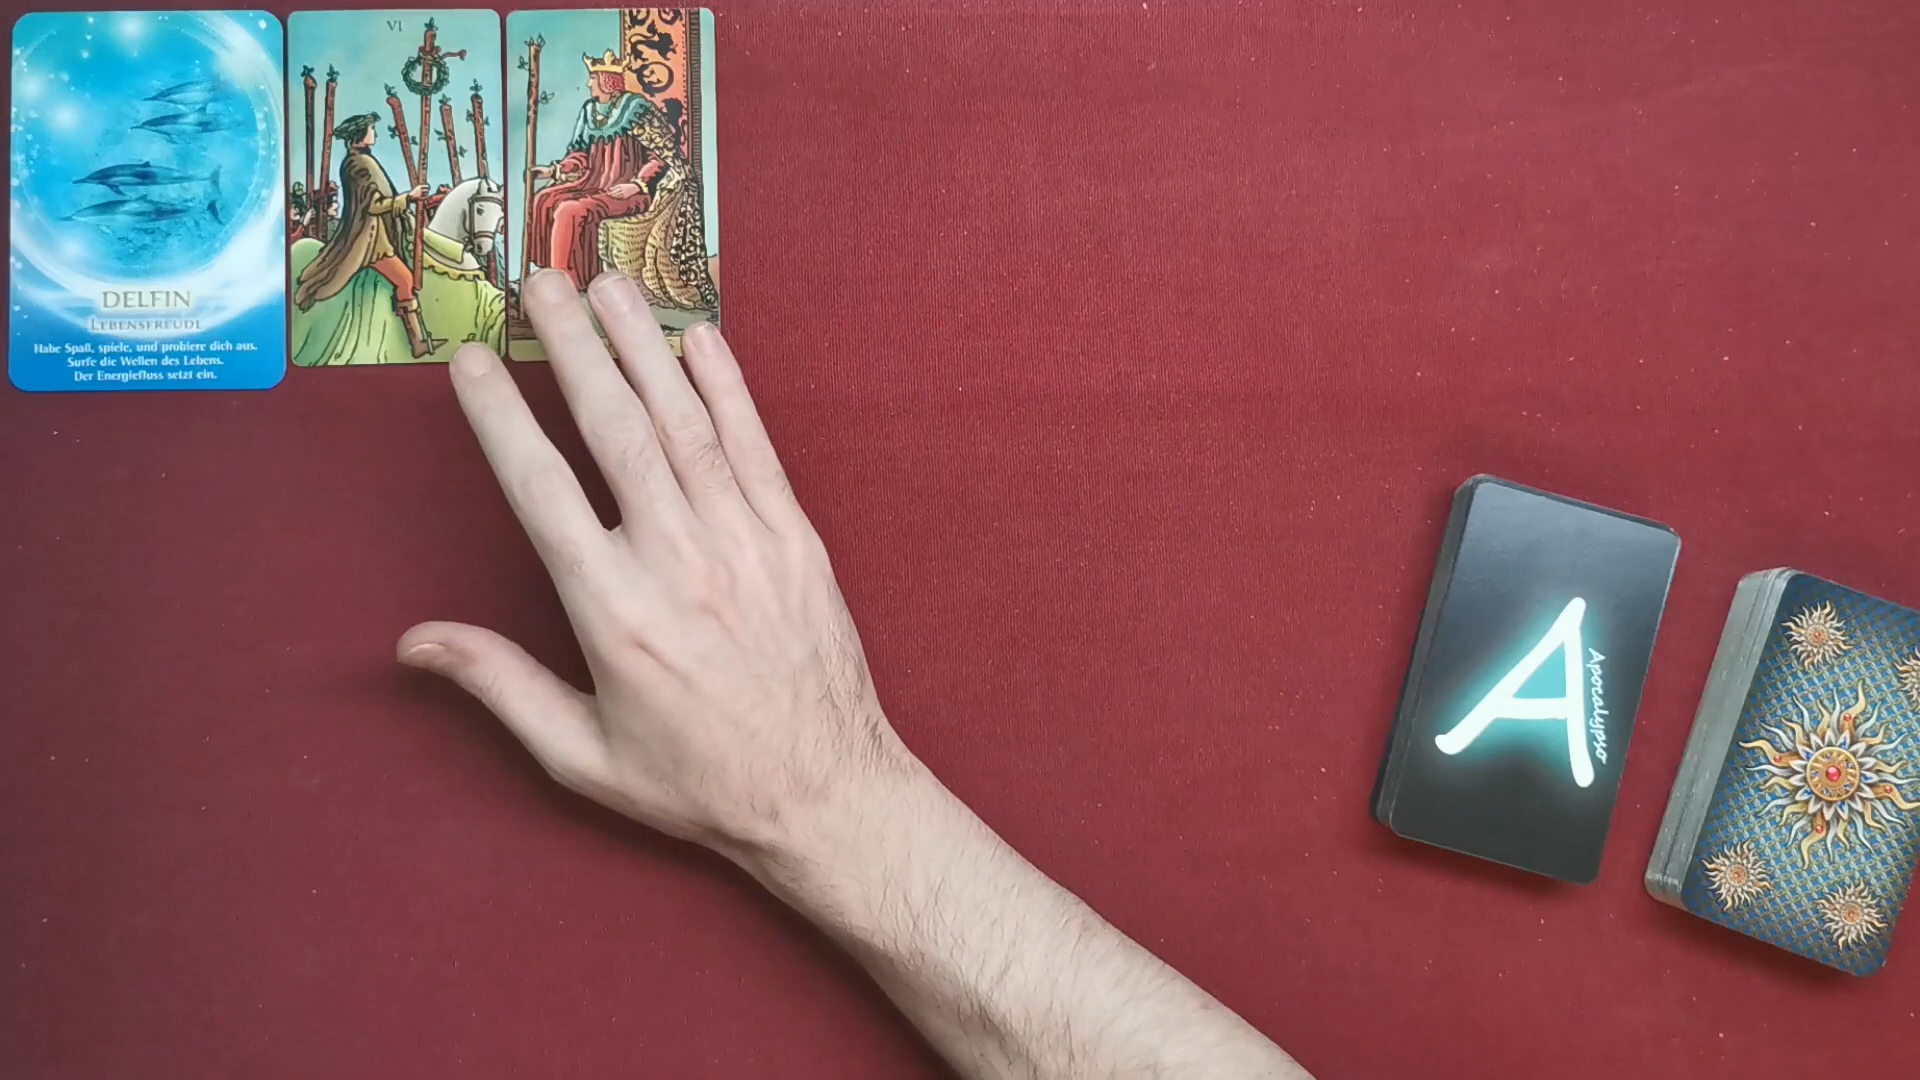 DELFIN
LEBENSFREUDE
Habe Spaß, spiele, und probiere dich aus.
Surfe die Wellen des Lebens.
Der Energiefluss setzt ein.
VI
A
Apocalypso